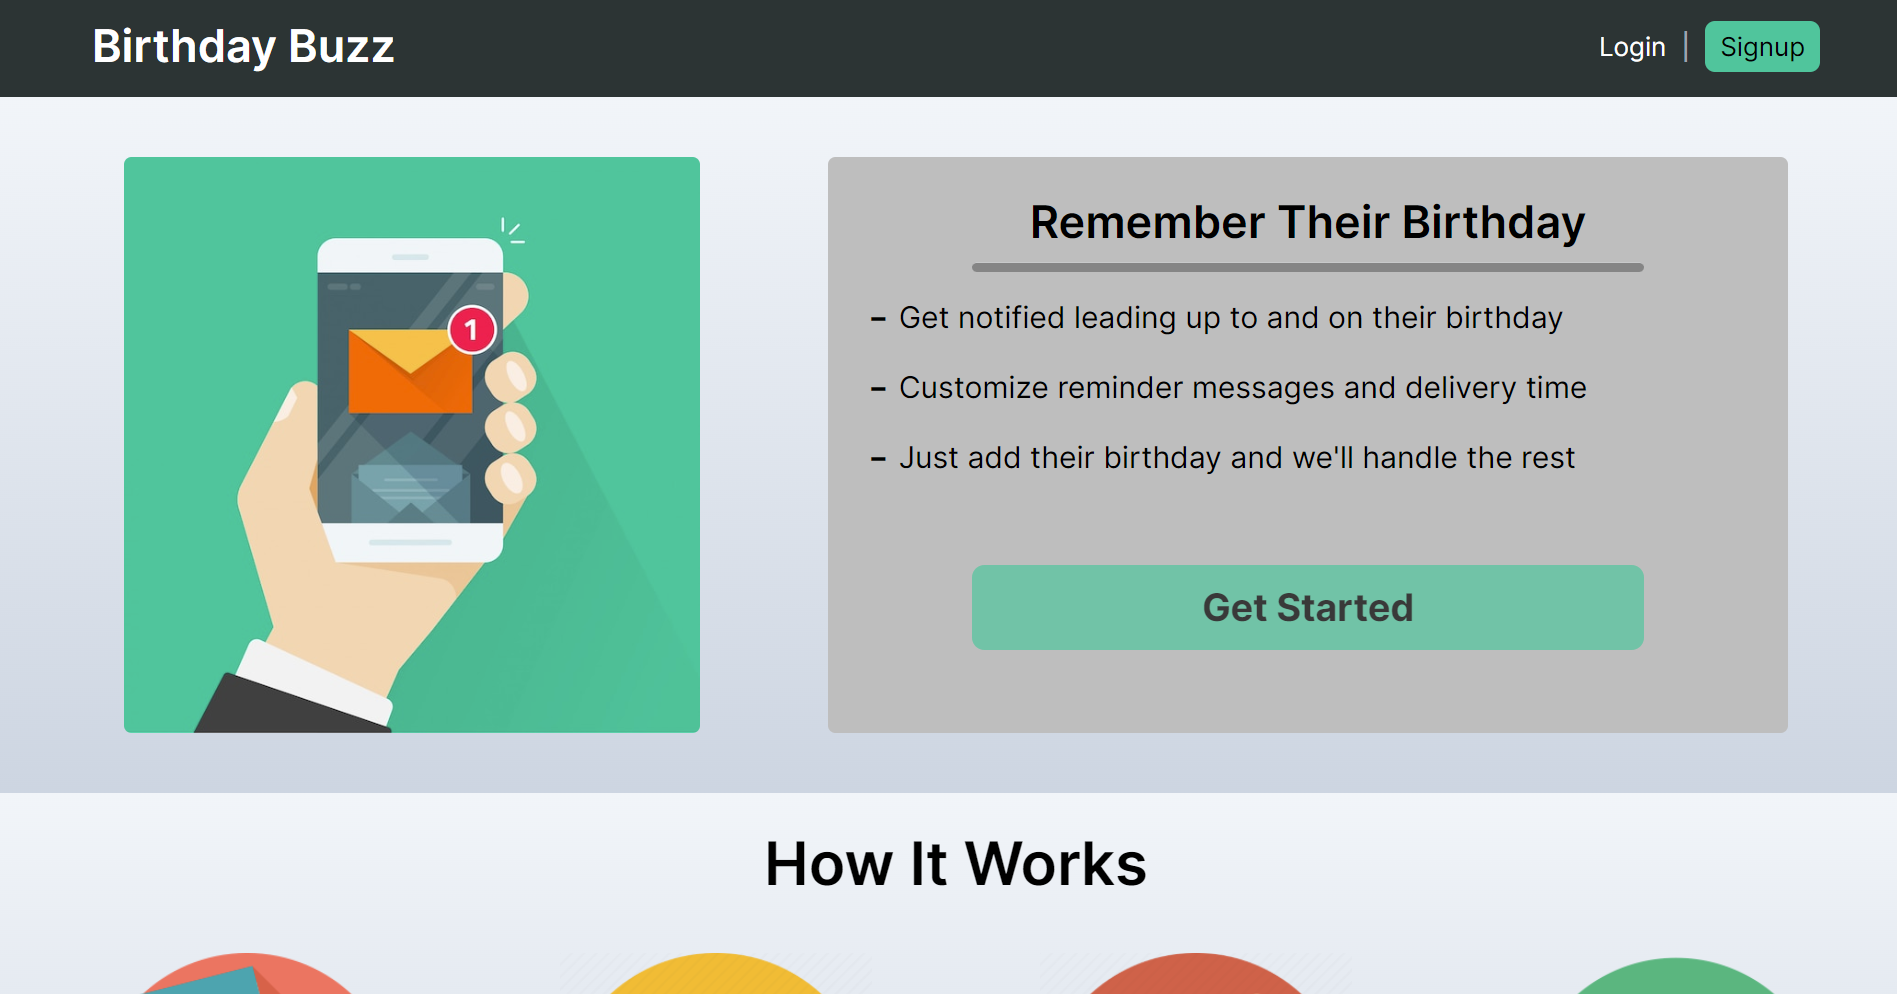 Birthday Buzz
Login | Signup
1
Remember Their Birthday
– Get notified leading up to and on their birthday
– Customize reminder messages and delivery time
– Just add their birthday and we'll handle the rest
Get Started
How It Works